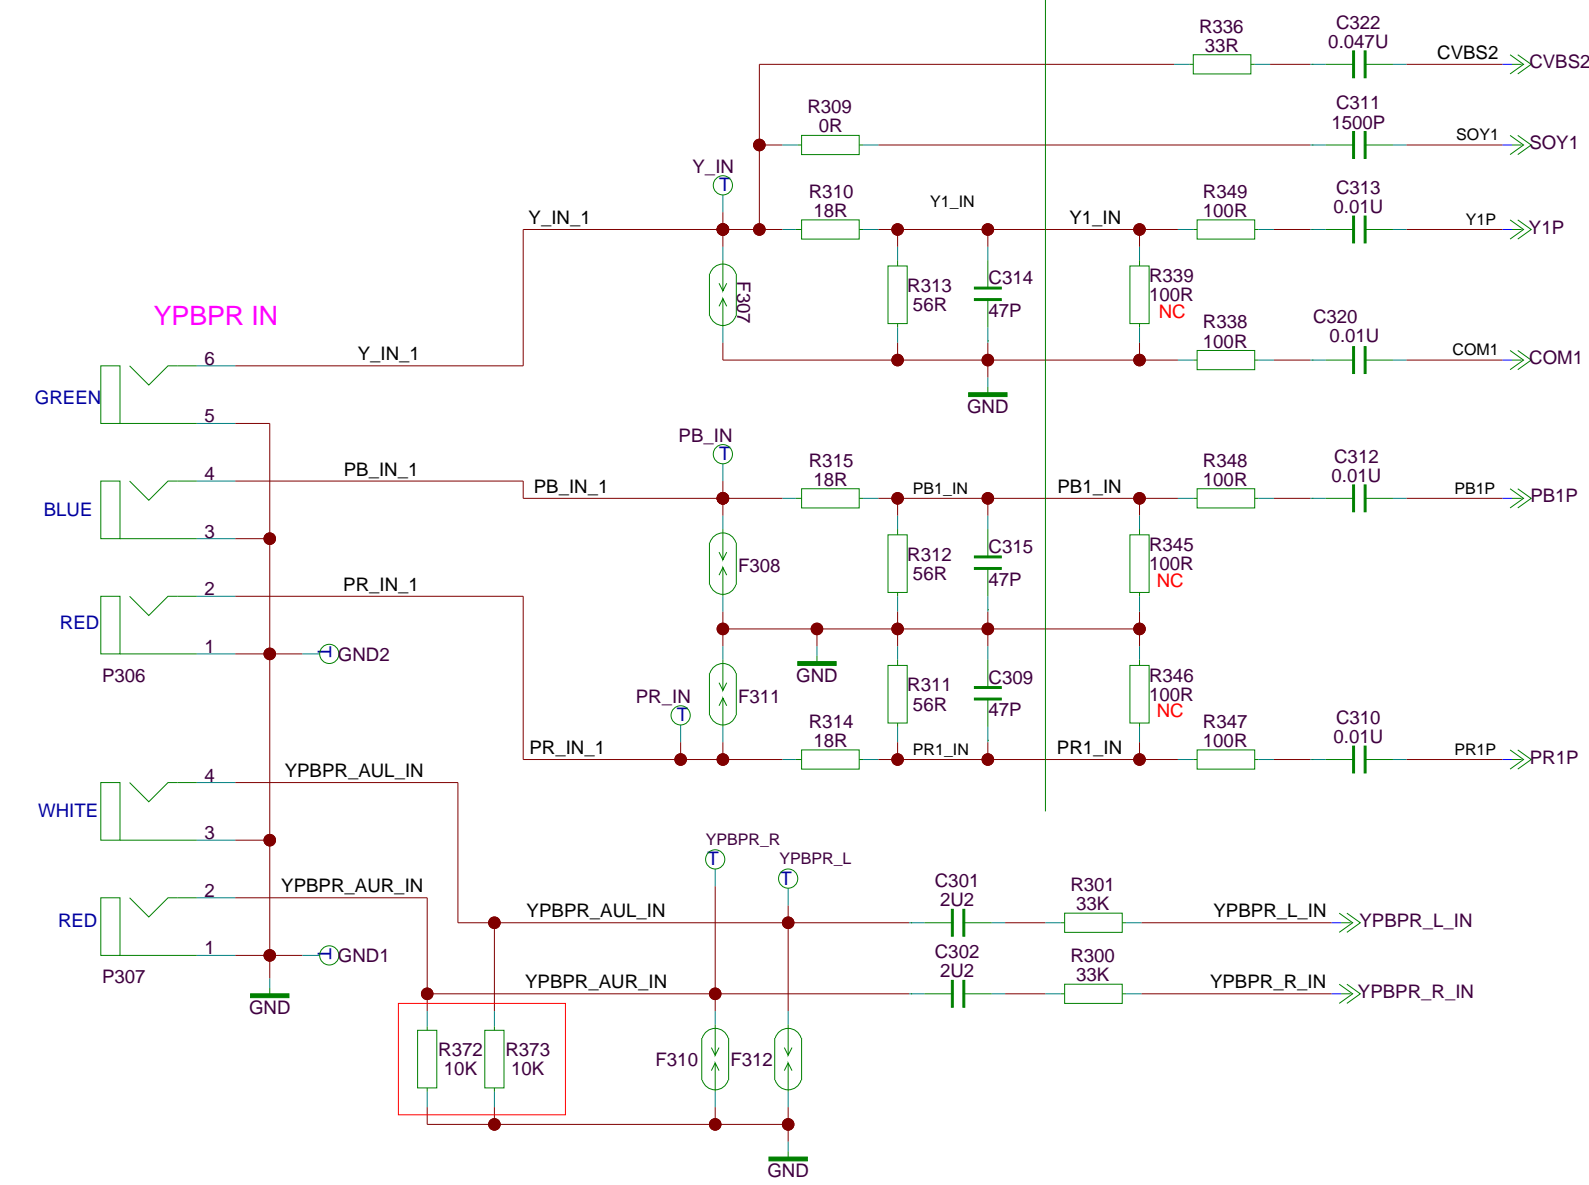 R336
33R
C322
0.047U
CVBS2
CVBS2
R309
0R
C311
1500P
SOY1
SOY1
Y_IN
T
R310
18R
Y1_IN
Y1_IN
R349
100R
C313
0.01U
Y1P
Y1P
Y_IN_1
F307
R313
56R
C314
47P
R339
100R
NC
YPBPR IN
R338
100R
C320
0.01U
COM1
COM1
6
Y_IN_1
GREEN
5
GND
PB_IN
T
4
PB_IN_1
PB_IN_1
R315
18R
PB1_IN
PB1_IN
R348
100R
C312
0.01U
PB1P
PB1P
BLUE
3
F308
R312
56R
C315
47P
R345
100R
NC
2
PR_IN_1
RED
1
T
GND2
P306
GND
PR_IN
T
F311
R311
56R
C309
47P
R346
100R
NC
PR_IN_1
R314
18R
PR1_IN
PR1_IN
R347
100R
C310
0.01U
PR1P
PR1P
4
YPBPR_AUL_IN
WHITE
3
YPBPR_R
T
YPBPR_L
T
2
YPBPR_AUR_IN
RED
1
T
GND1
P307
GND
YPBPR_AUL_IN
C301
2U2
R301
33K
YPBPR_L_IN
YPBPR_L_IN
YPBPR_AUR_IN
C302
2U2
R300
33K
YPBPR_R_IN
YPBPR_R_IN
R372
10K
R373
10K
F310
F312
GND